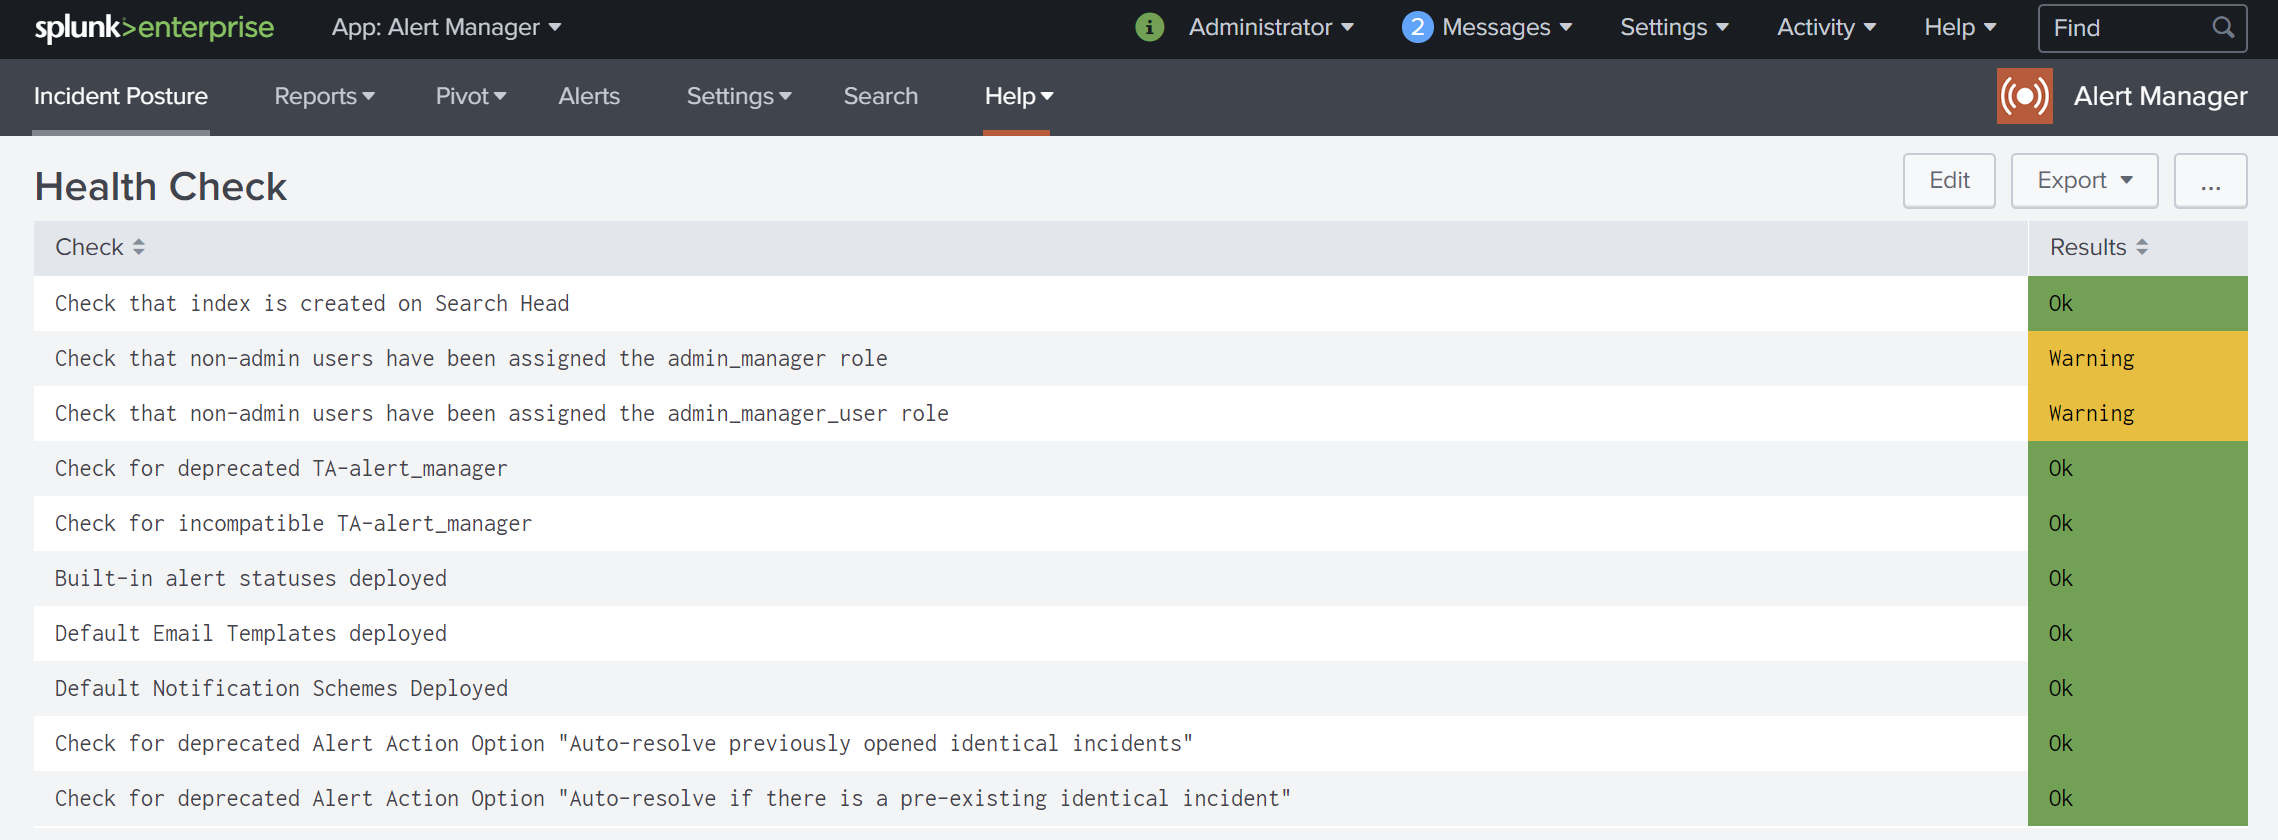 splunk>enterprise App: Alert Manager i Administrator 2 Messages Settings Activity Help Find
Incident Posture Reports Pivot Alerts Settings Search Help Alert Manager
Health Check Edit Export ...
Check Results
Check that index is created on Search Head Ok
Check that non-admin users have been assigned the admin_manager role Warning
Check that non-admin users have been assigned the admin_manager_user role Warning
Check for deprecated TA-alert_manager Ok
Check for incompatible TA-alert_manager Ok
Built-in alert statuses deployed Ok
Default Email Templates deployed Ok
Default Notification Schemes Deployed Ok
Check for deprecated Alert Action Option "Auto-resolve previously opened identical incidents" Ok
Check for deprecated Alert Action Option "Auto-resolve if there is a pre-existing identical incident" Ok